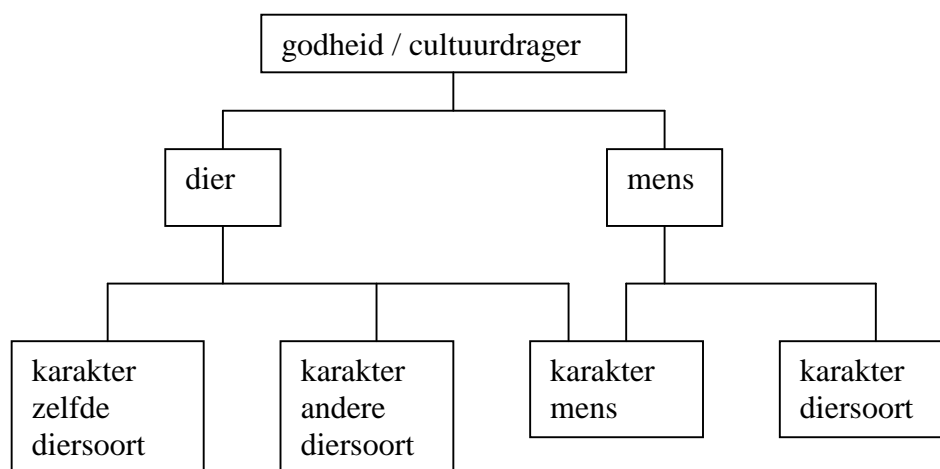 godheid / cultuurdrager
dier
mens
karakter
zelfde
diersoort
karakter
andere
diersoort
karakter
mens
karakter
diersoort